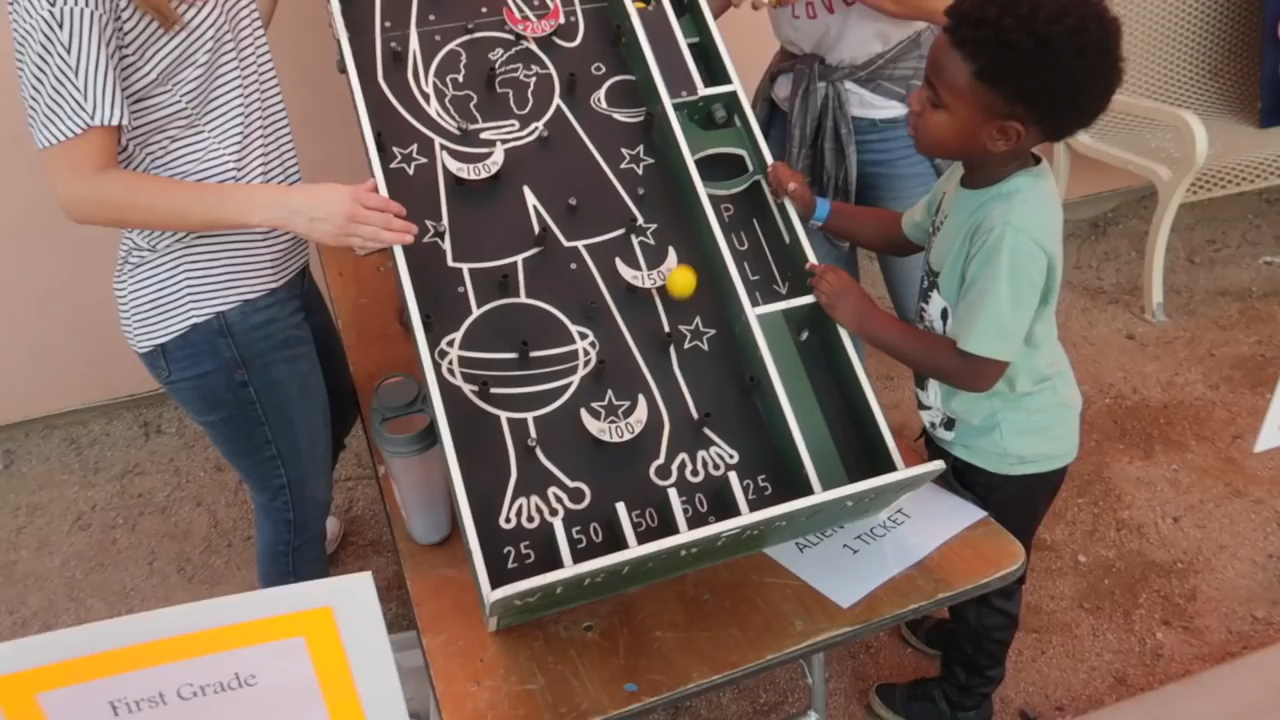 LOVE
200
100
150
PULL
100
25
50
50
50
25
ALIEN
1 TICKET
First Grade